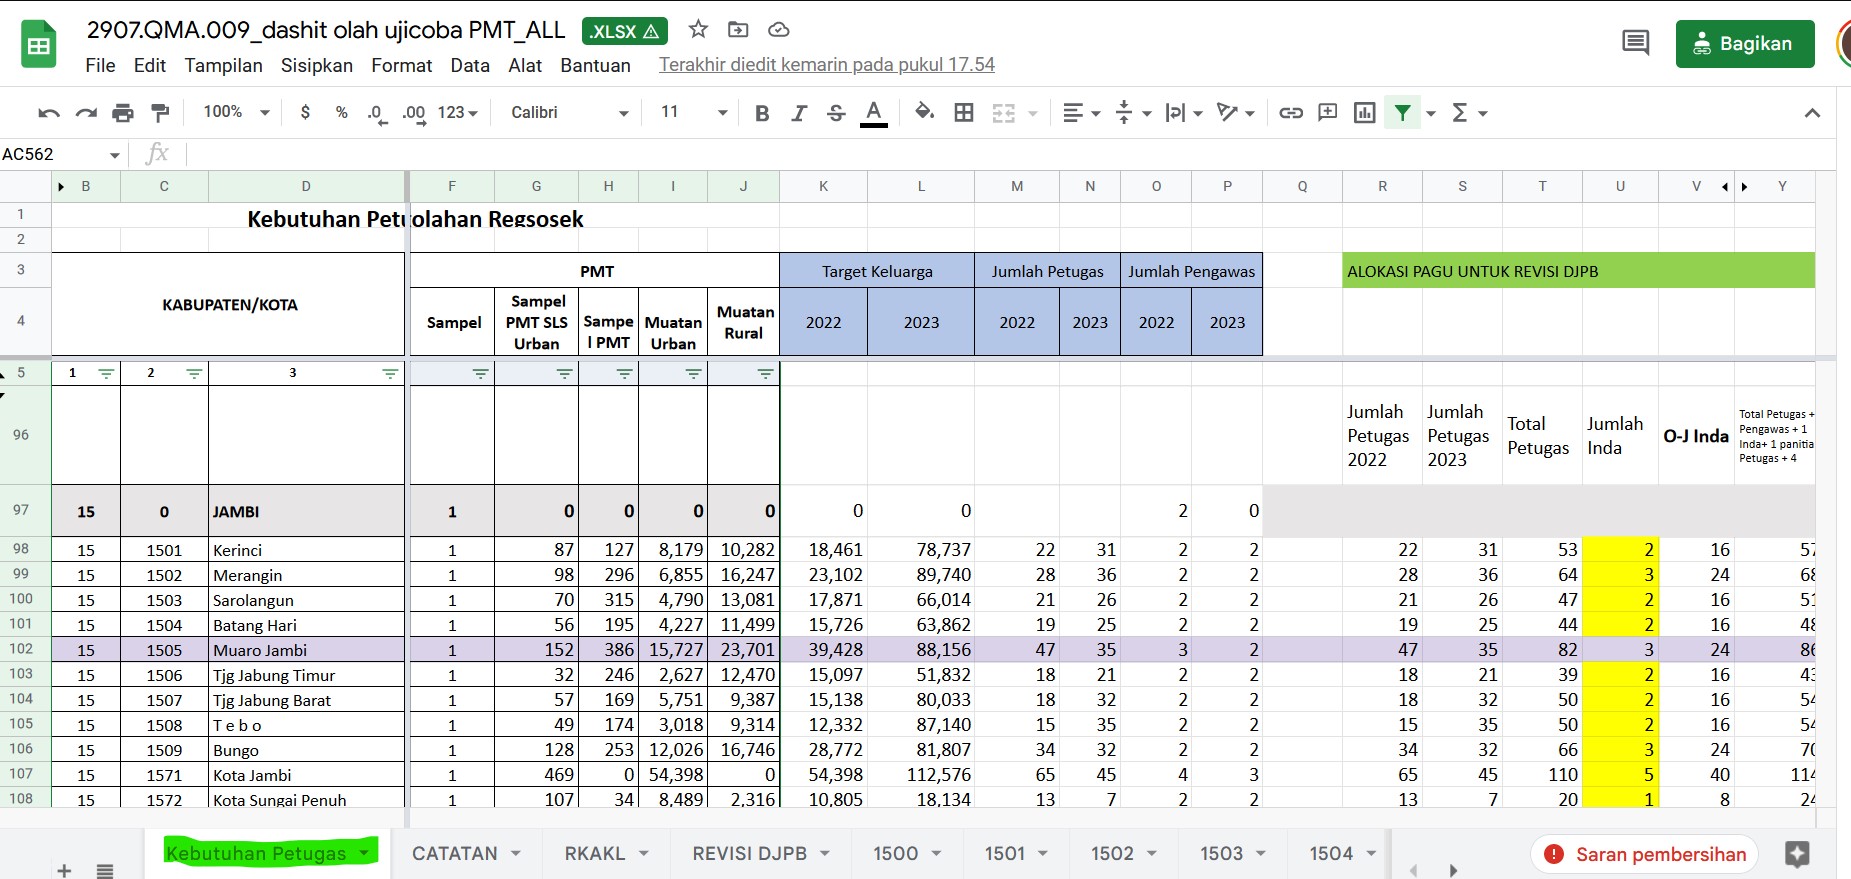 2907.QMA.009_dashit olah ujicoba PMT_ALL .XLSX
Bagikan
File Edit Tampilan Sisipkan Format Data Alat Bantuan Terakhir diedit kemarin pada pukul 17.54
100% $ % .0 .00 123 Calibri 11 B I S A
AC562 fx
B C D F G H I J K L M N O P Q R S T U V Y
1 Kebutuhan Petugolahan Regsosek
2
3 PMT Target Keluarga Jumlah Petugas Jumlah Pengawas ALOKASI PAGU UNTUK REVISI DJPB
KABUPATEN/KOTA
4 Sampel Sampel PMT SLS Urban Sampe l PMT Muatan Urban Muatan Rural 2022 2023 2022 2023 2022 2023
5 1 2 3
96 Jumlah Petugas 2022 Jumlah Petugas 2023 Total Petugas Jumlah Inda O-J Inda Total Petugas + Pengawas + 1 Inda+ 1 panitia Petugas + 4
97 15 0 JAMBI 1 0 0 0 0 0 0 2 0
98 15 1501 Kerinci 1 87 127 8,179 10,282 18,461 78,737 22 31 2 2 22 31 53 2 16 57
99 15 1502 Merangin 1 98 296 6,855 16,247 23,102 89,740 28 36 2 2 28 36 64 3 24 68
100 15 1503 Sarolangun 1 70 315 4,790 13,081 17,871 66,014 21 26 2 2 21 26 47 2 16 51
101 15 1504 Batang Hari 1 56 195 4,227 11,499 15,726 63,862 19 25 2 2 19 25 44 2 16 48
102 15 1505 Muaro Jambi 1 152 386 15,727 23,701 39,428 88,156 47 35 3 2 47 35 82 3 24 86
103 15 1506 Tjg Jabung Timur 1 32 246 2,627 12,470 15,097 51,832 18 21 2 2 18 21 39 2 16 43
104 15 1507 Tjg Jabung Barat 1 57 169 5,751 9,387 15,138 80,033 18 32 2 2 18 32 50 2 16 54
105 15 1508 T e b o 1 49 174 3,018 9,314 12,332 87,140 15 35 2 2 15 35 50 2 16 54
106 15 1509 Bungo 1 128 253 12,026 16,746 28,772 81,807 34 32 2 2 34 32 66 3 24 70
107 15 1571 Kota Jambi 1 469 0 54,398 0 54,398 112,576 65 45 4 3 65 45 110 5 40 114
108 15 1572 Kota Sungai Penuh 1 107 34 8,489 2,316 10,805 18,134 13 7 2 2 13 7 20 1 8 24
Kebutuhan Petugas CATATAN RKAKL REVISI DJPB 1500 1501 1502 1503 1504 Saran pembersihan